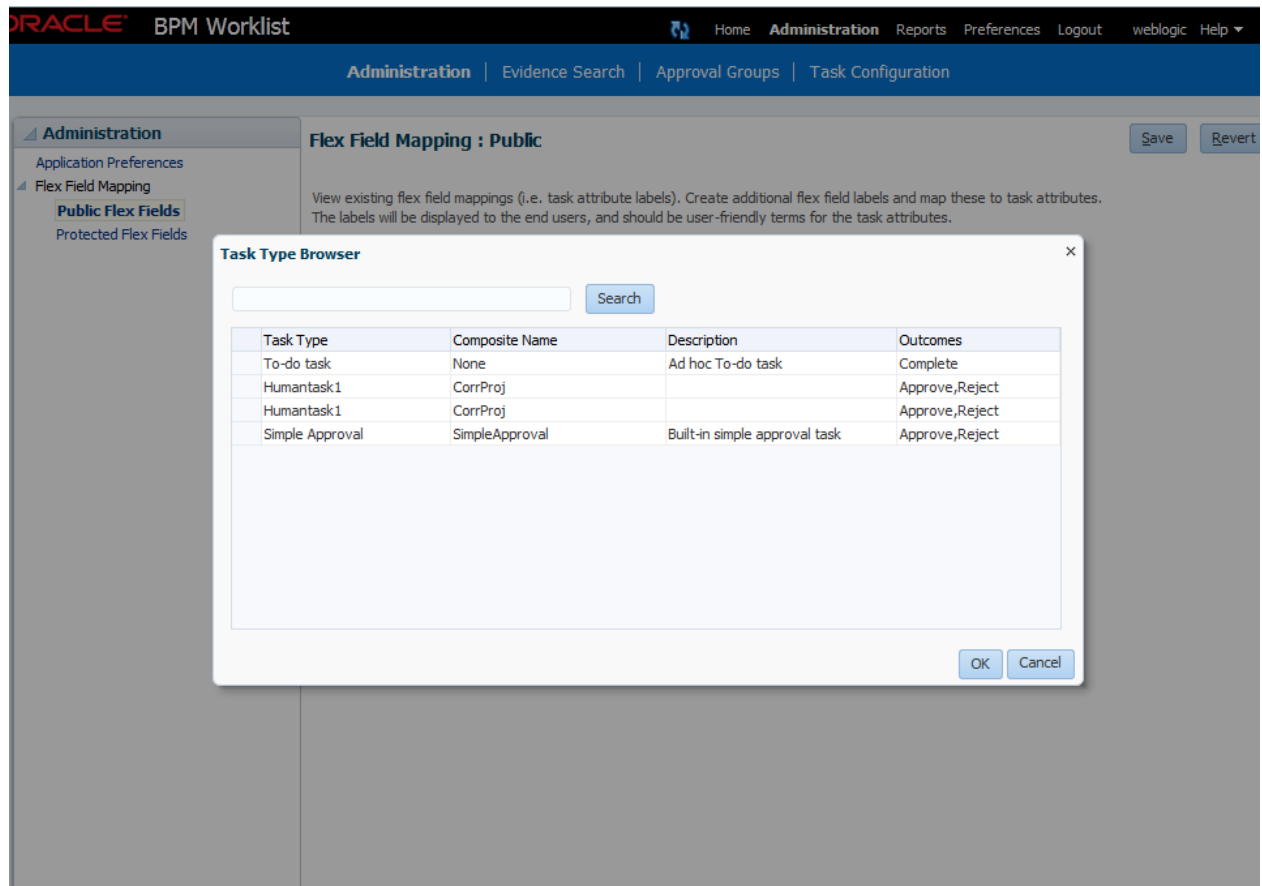 ORACLE BPM Worklist Home Administration Reports Preferences Logout weblogic Help
Administration | Evidence Search | Approval Groups | Task Configuration
Administration
Application Preferences
Flex Field Mapping
Public Flex Fields
Protected Flex Fields
Flex Field Mapping : Public Save Revert
View existing flex field mappings (i.e. task attribute labels). Create additional flex field labels and map these to task attributes.
The labels will be displayed to the end users, and should be user-friendly terms for the task attributes.
Task Type Browser
Search
Task Type Composite Name Description Outcomes
To-do task None Ad hoc To-do task Complete
Humantask1 CorrProj Approve,Reject
Humantask1 CorrProj Approve,Reject
Simple Approval SimpleApproval Built-in simple approval task Approve,Reject
OK Cancel